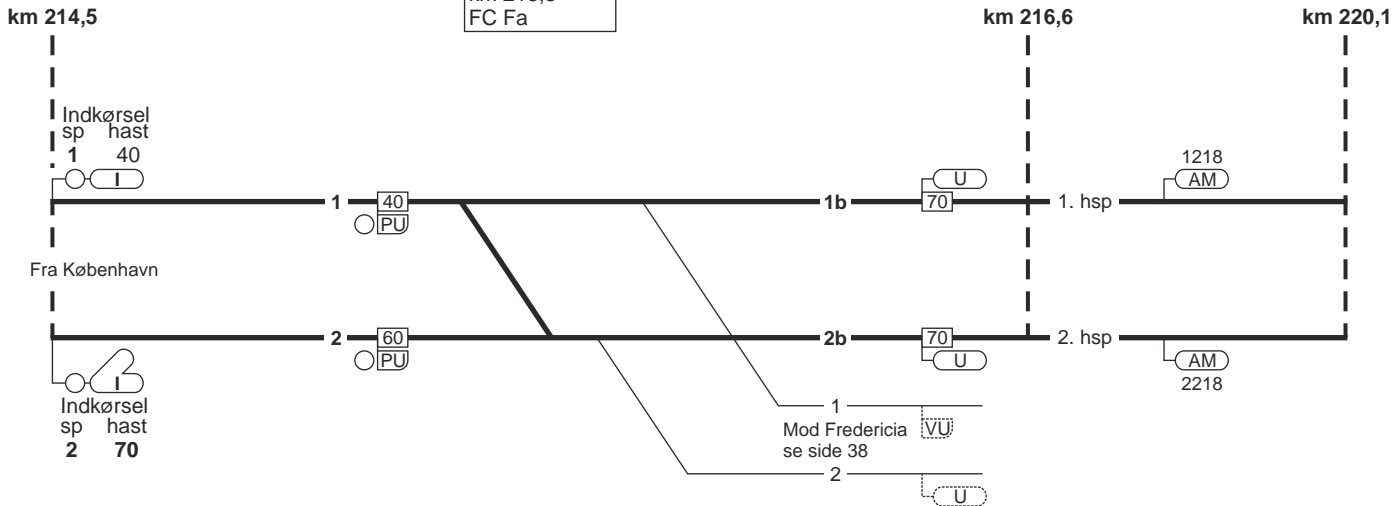 km 214,5
FC Fa
km 216,6
km 220,1
Indkørsel
sp hast
1 40
I
1
40
PU
1b
U
70
1. hsp
1218
AM
Fra København
2
60
PU
2b
70
U
2. hsp
AM
2218
I
Indkørsel
sp hast
2 70
1
VU
Mod Fredericia
se side 38
2
U